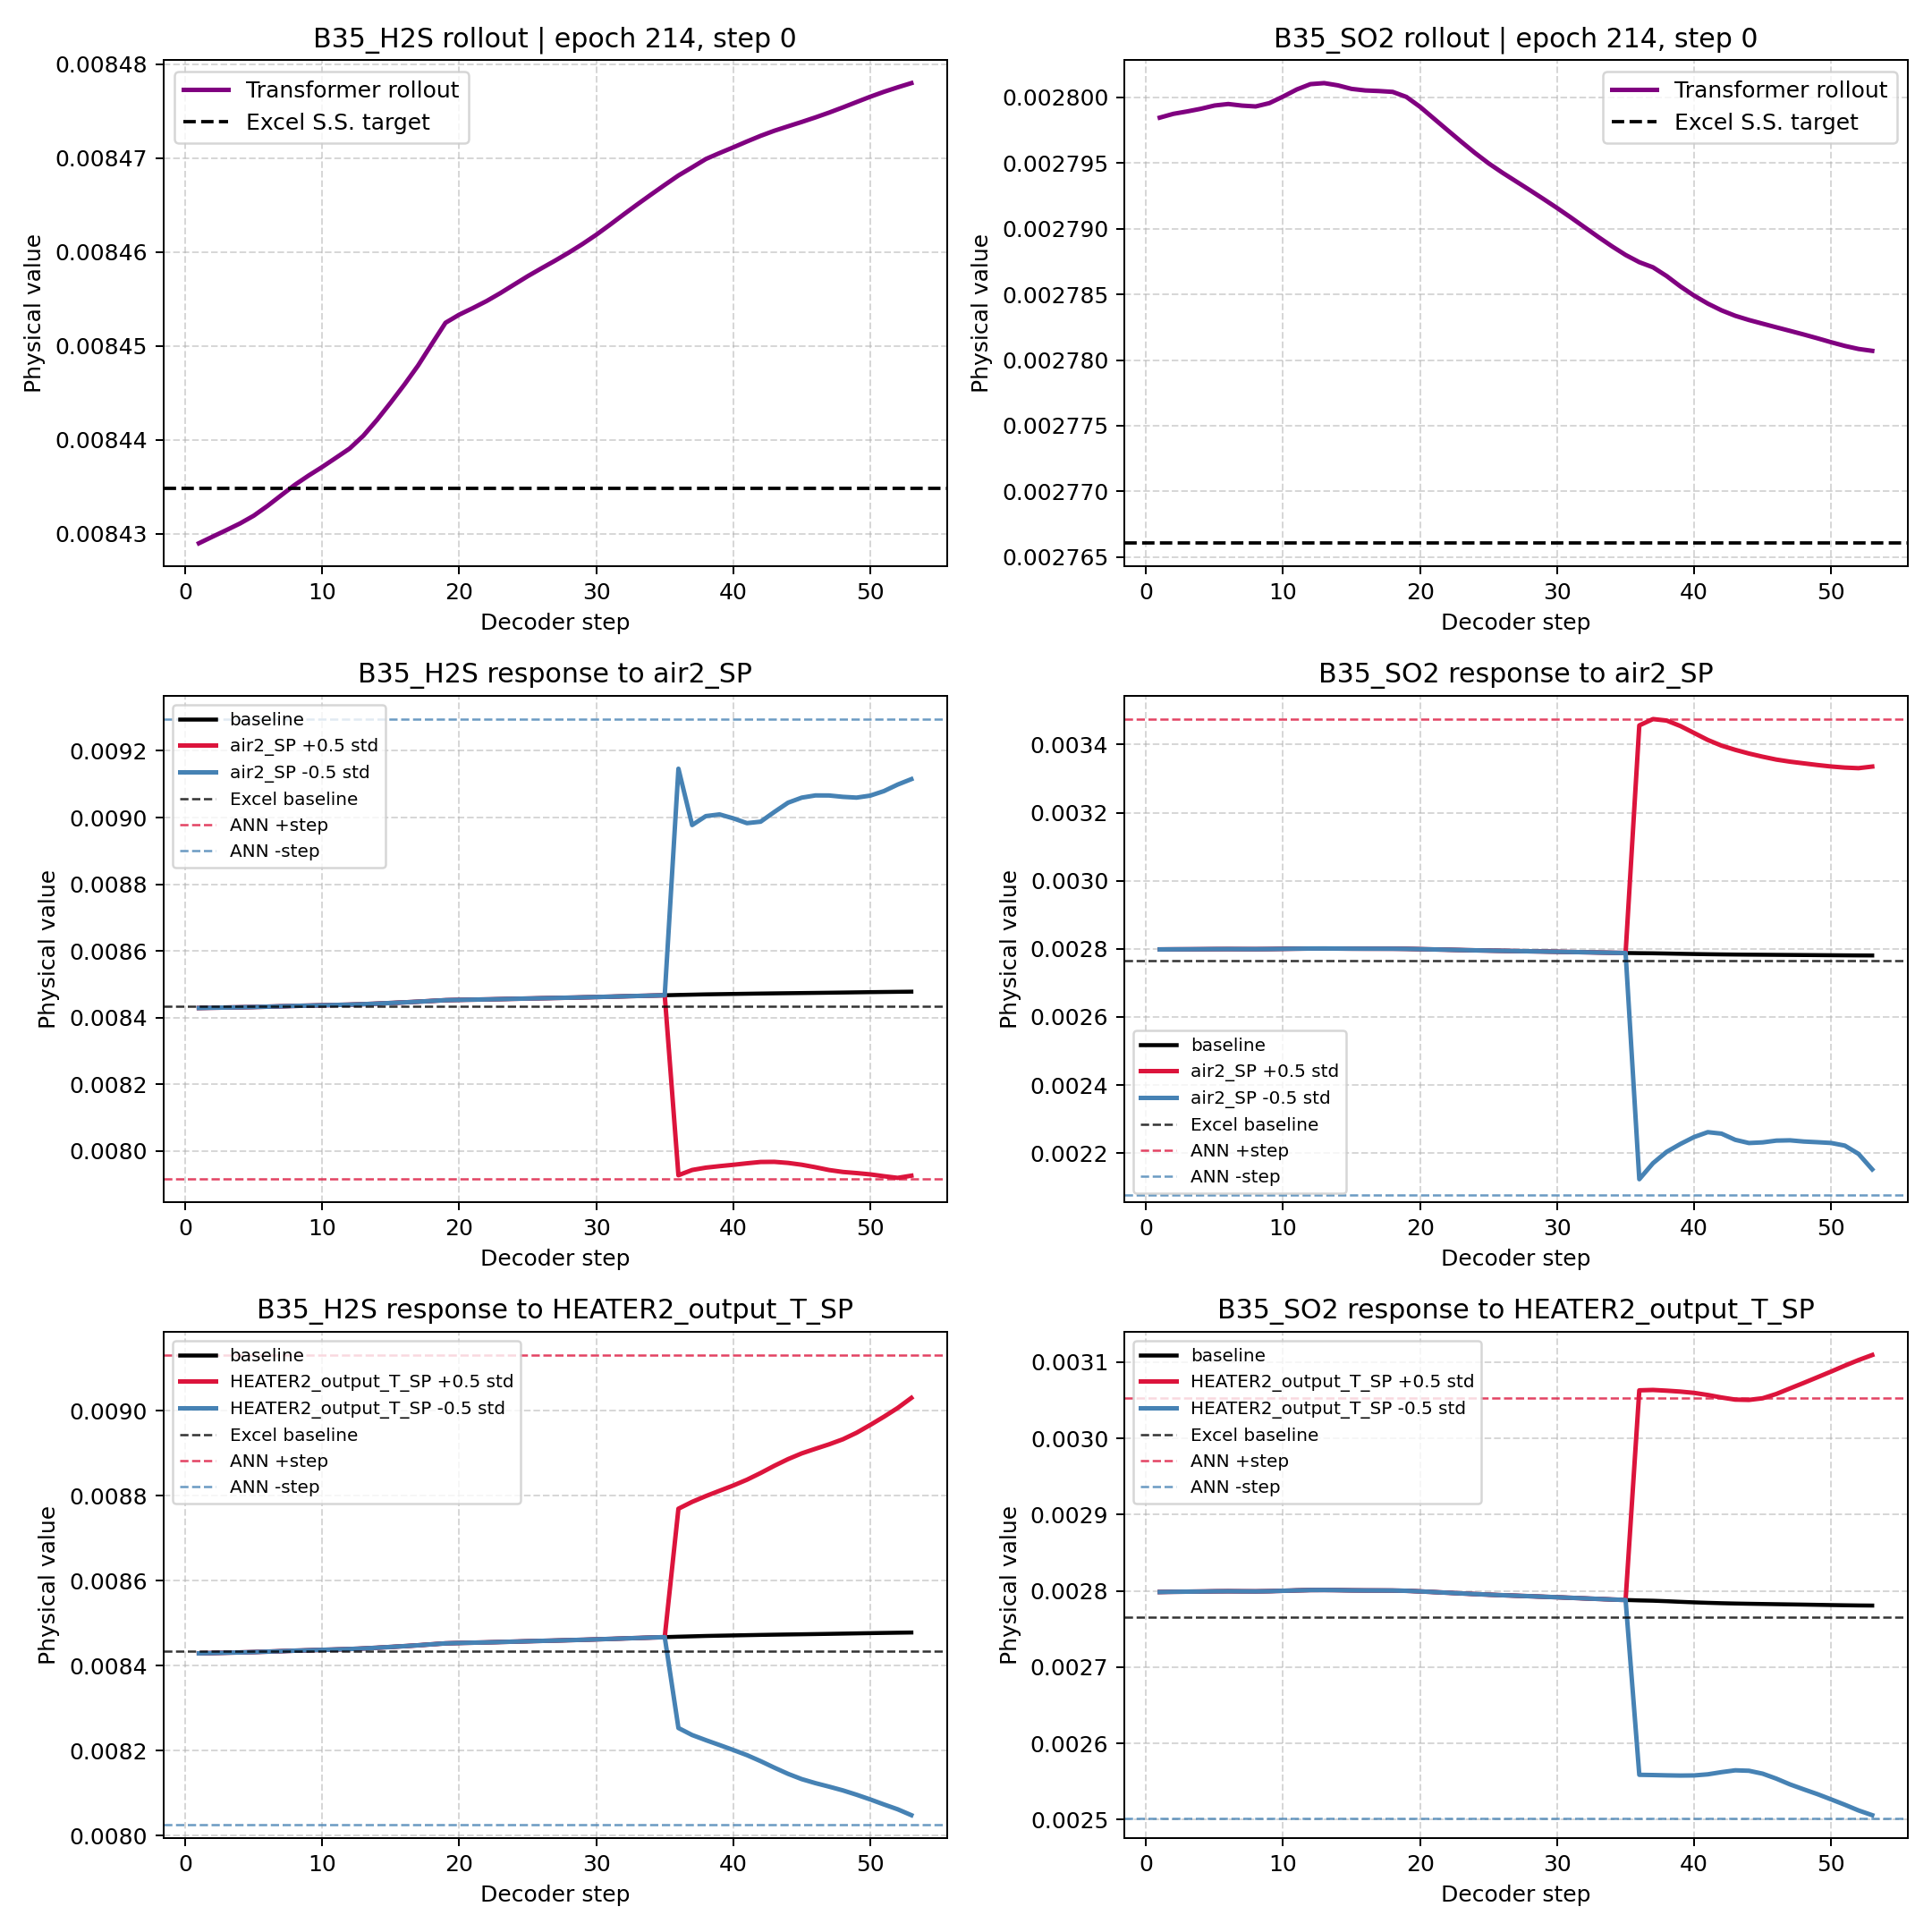 B35_H2S rollout | epoch 214, step 0
Physical value
0.00848
0.00847
0.00846
0.00845
0.00844
0.00843
Transformer rollout
Excel S.S. target
0 10 20 30 40 50
Decoder step
B35_SO2 rollout | epoch 214, step 0
Physical value
0.002800
0.002795
0.002790
0.002785
0.002780
0.002775
0.002770
0.002765
Transformer rollout
Excel S.S. target
0 10 20 30 40 50
Decoder step
B35_H2S response to air2_SP
Physical value
0.0092
0.0090
0.0088
0.0086
0.0084
0.0082
0.0080
baseline
air2_SP +0.5 std
air2_SP -0.5 std
Excel baseline
ANN +step
ANN -step
0 10 20 30 40 50
Decoder step
B35_SO2 response to air2_SP
Physical value
0.0034
0.0032
0.0030
0.0028
0.0026
0.0024
0.0022
baseline
air2_SP +0.5 std
air2_SP -0.5 std
Excel baseline
ANN +step
ANN -step
0 10 20 30 40 50
Decoder step
B35_H2S response to HEATER2_output_T_SP
Physical value
0.0090
0.0088
0.0086
0.0084
0.0082
0.0080
baseline
HEATER2_output_T_SP +0.5 std
HEATER2_output_T_SP -0.5 std
Excel baseline
ANN +step
ANN -step
0 10 20 30 40 50
Decoder step
B35_SO2 response to HEATER2_output_T_SP
Physical value
0.0031
0.0030
0.0029
0.0028
0.0027
0.0026
0.0025
baseline
HEATER2_output_T_SP +0.5 std
HEATER2_output_T_SP -0.5 std
Excel baseline
ANN +step
ANN -step
0 10 20 30 40 50
Decoder step